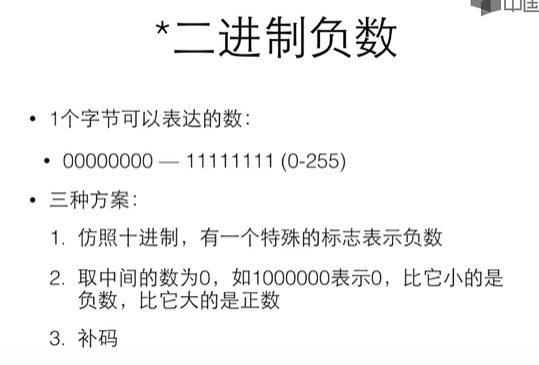 中国
*二进制负数
• 1个字节可以表达的数：
• 00000000 — 11111111 (0-255)
• 三种方案：
1. 仿照十进制，有一个特殊的标志表示负数
2. 取中间的数为0，如1000000表示0，比它小的是
负数，比它大的是正数
3. 补码